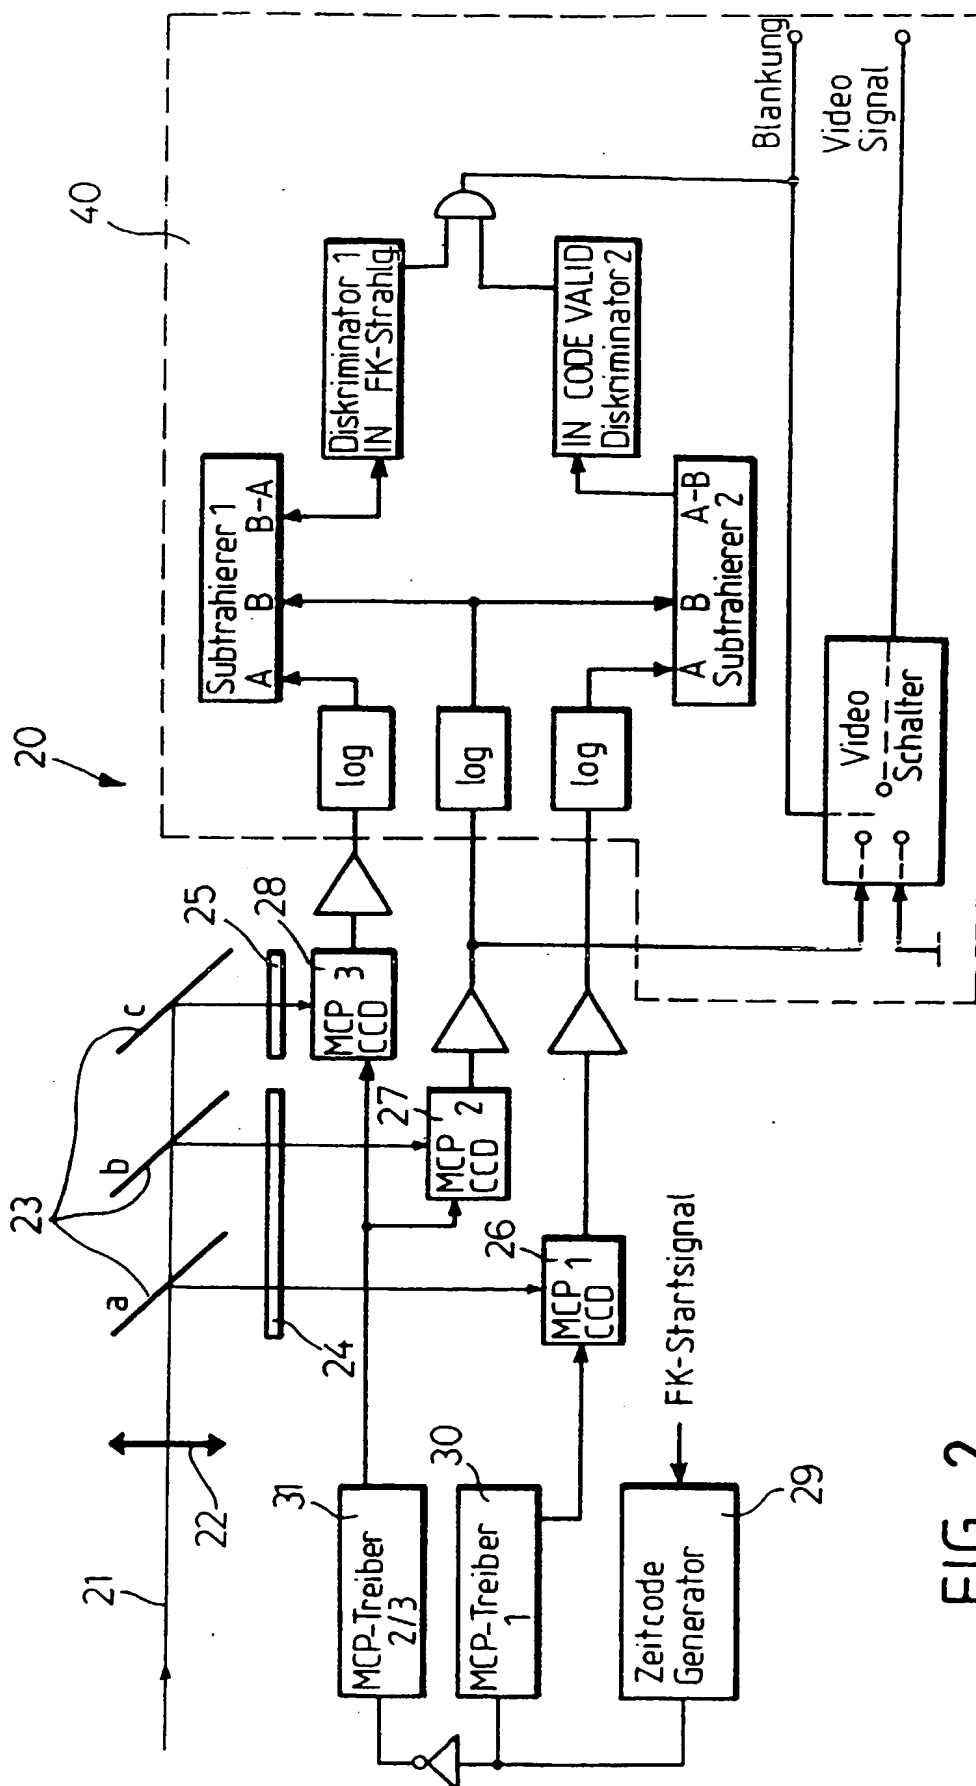 20
40
21
22
23
a
b
c
24
25
28
MCP 3
CCD
27
MCP 2
CCD
26
MCP 1
CCD
31
MCP-Treiber
2/3
30
MCP-Treiber
1
Zeitcode
Generator
29
FK-Startsignal
log
log
log
Subtrahierer 1
A B B-A
Diskriminator 1
IN FK-Strahlg
IN CODE VALID
Diskriminator 2
A B A-B
Subtrahierer 2
Video
Schalter
Blankung
Video
Signal
FIG. 2